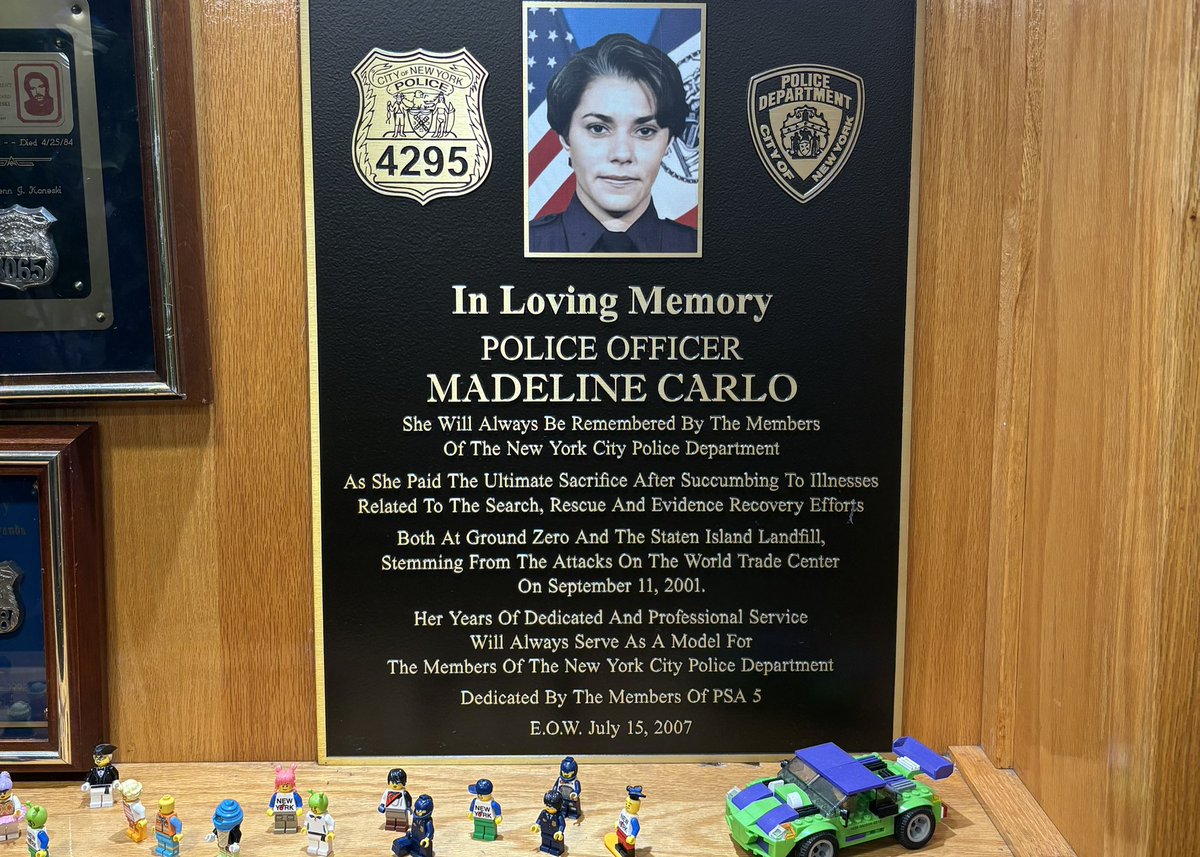 CITY OF NEW YORK
POLICE
4295
POLICE
DEPARTMENT
CITY OF
NEW YORK
In Loving Memory
POLICE OFFICER
MADELINE CARLO
She Will Always Be Remembered By The Members
Of The New York City Police Department
As She Paid The Ultimate Sacrifice After Succumbing To Illnesses
Related To The Search, Rescue And Evidence Recovery Efforts
Both At Ground Zero And The Staten Island Landfill,
Stemming From The Attacks On The World Trade Center
On September 11, 2001.
Her Years Of Dedicated And Professional Service
Will Always Serve As A Model For
The Members Of The New York City Police Department
Dedicated By The Members Of PSA 5
E.O.W. July 15, 2007
-- Died 4/25/84
G. Koneski
065
NEW YORK
NEW YORK